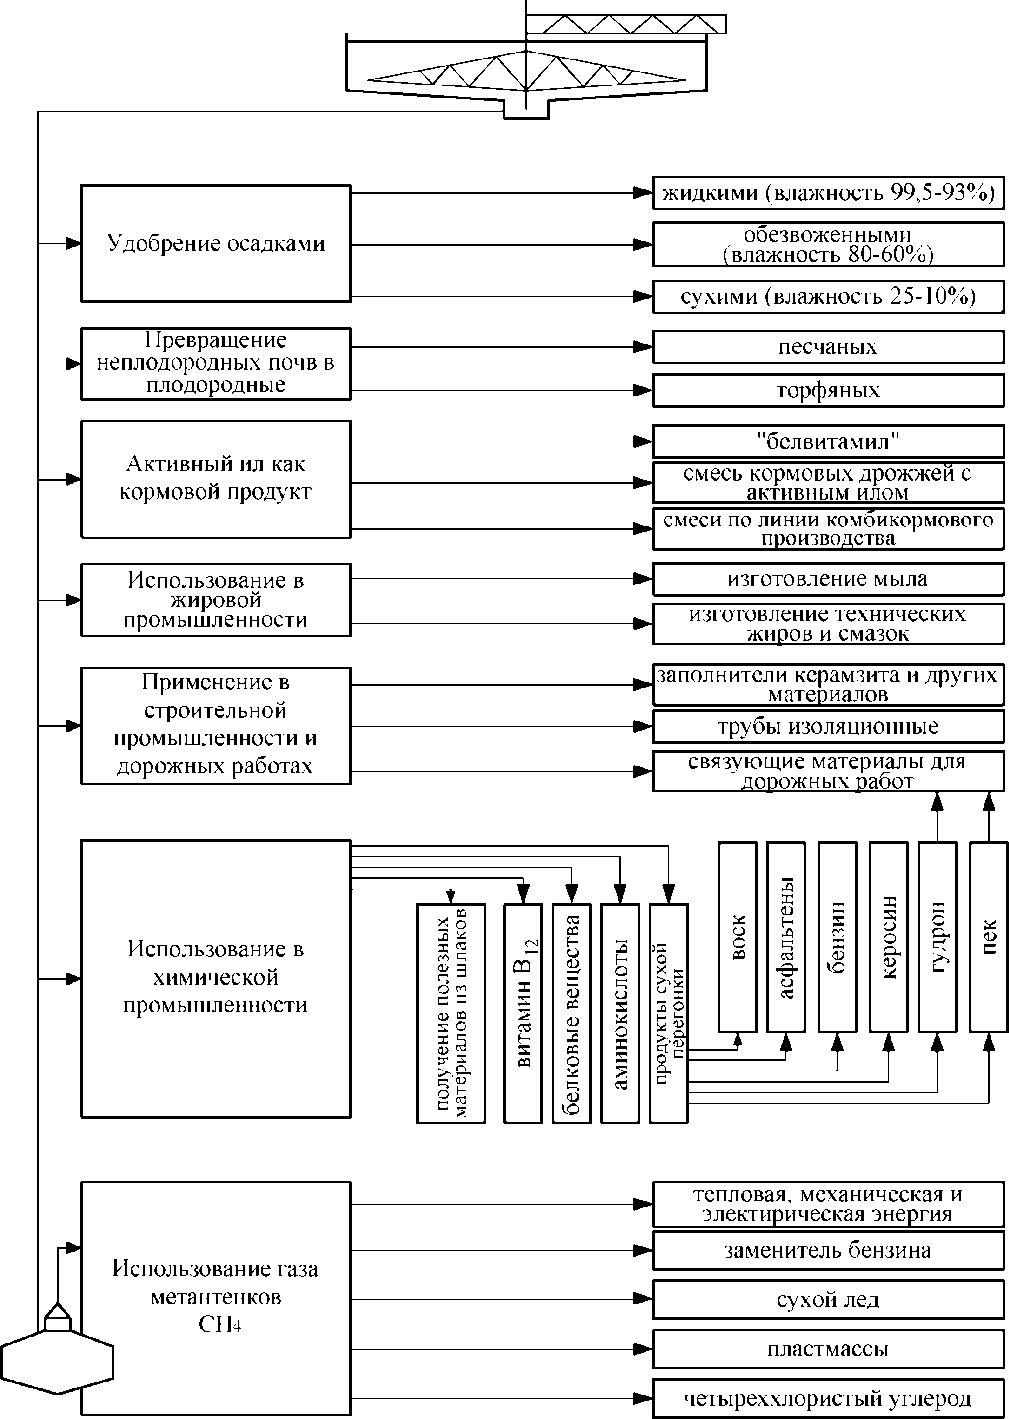 Удобрение осадками
жидкими (влажность 99,5-93%)
обезвоженными
(влажность 80-60%)
сухими (влажность 25-10%)
Превращение
неплодородных почв в
плодородные
песчаных
торфяных
Активный ил как
кормовой продукт
"белвитамил"
смесь кормовых дрожжей с
активным илом
смеси по линии комбикормового
производства
Использование в
жировой
промышленности
изготовление мыла
изготовление технических
жиров и смазок
Применение в
строительной
промышленности и
дорожных работах
заполнители керамзита и других
материалов
трубы изоляционные
связующие материалы для
дорожных работ
Использование в
химической
промышленности
получение полезных
материалов из шлаков
витамин B12
белковые вещества
аминокислоты
продукты сухой
перегонки
воск
асфальтены
бензин
керосин
гудрон
пек
Использование газа
метантенков
CH4
тепловая, механическая и
электирическая энергия
заменитель бензина
сухой лед
пластмассы
четыреххлористый углерод